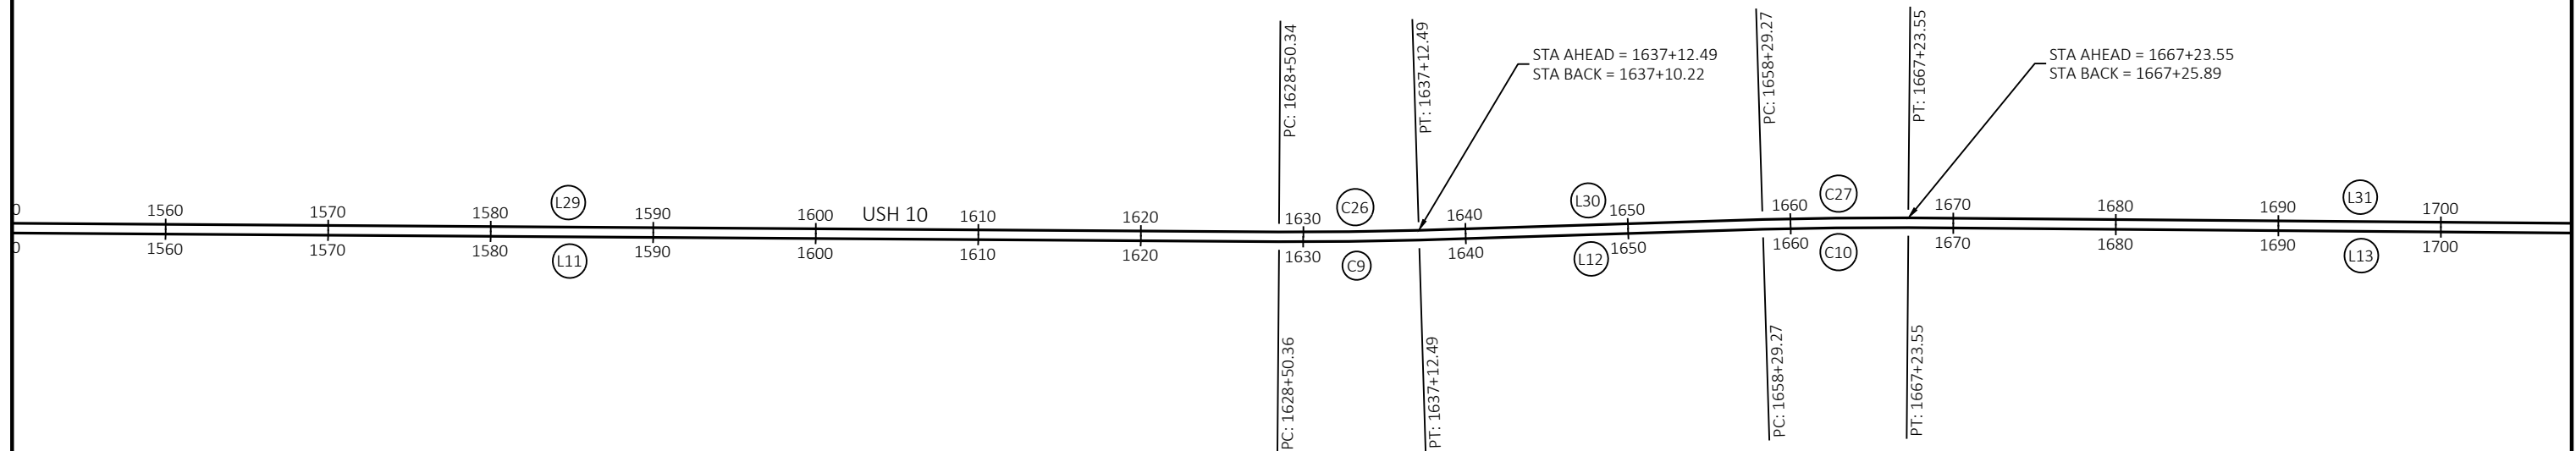 PC: 1628+50.34
PT: 1637+12.49
STA AHEAD = 1637+12.49
STA BACK = 1637+10.22
PC: 1658+29.27
PT: 1667+23.55
STA AHEAD = 1667+23.55
STA BACK = 1667+25.89
L29
C26
L30
C27
L31
0 1560 1570 1580 1590 1600 USH 10 1610 1620 1630 1640 1650 1660 1670 1680 1690 1700
0 1560 1570 1580 1590 1600 1610 1620 1630 1640 1650 1660 1670 1680 1690 1700
L11
C9
L12
C10
L13
PC: 1628+50.36
PT: 1637+12.49
PC: 1658+29.27
PT: 1667+23.55